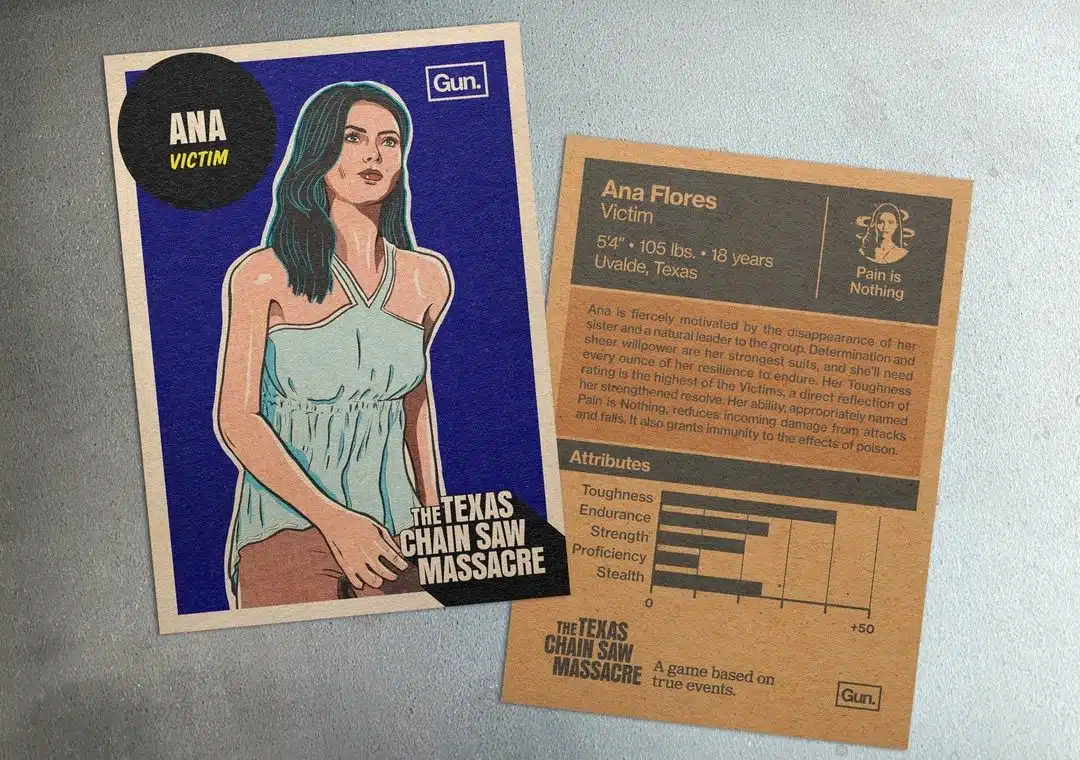 ANA
VICTIM
Gun.
THE TEXAS
CHAIN SAW
MASSACRE
Ana Flores
Victim
5'4" • 105 lbs. • 18 years
Uvalde, Texas
Pain is
Nothing
Ana is fiercely motivated by the disappearance of her
sister and a natural leader to the group. Determination and
sheer willpower are her strongest suits, and she'll need
every ounce of her resilience to endure. Her Toughness
rating is the highest of the Victims, a direct reflection of
her strengthened resolve. Her ability, appropriately named
Pain is Nothing, reduces incoming damage from attacks
and falls. It also grants immunity to the effects of poison.
Attributes
Toughness
Endurance
Strength
Proficiency
Stealth
0
+50
THE TEXAS
CHAIN SAW
MASSACRE
A game based on
true events.
Gun.